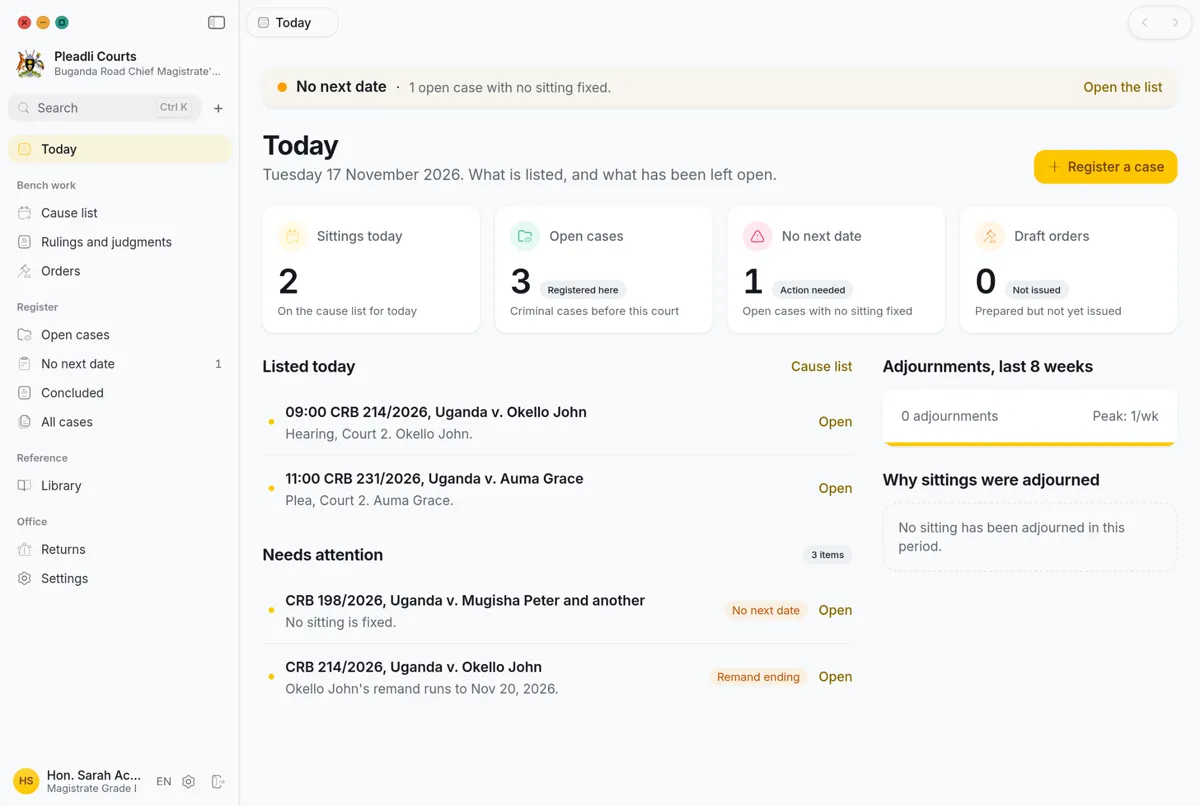 Today
Pleadli Courts
Buganda Road Chief Magistrate'...
Search Ctrl K
Today
Bench work
Cause list
Rulings and judgments
Orders
Register
Open cases
No next date 1
Concluded
All cases
Reference
Library
Office
Returns
Settings
HS
Hon. Sarah Ac...
Magistrate Grade I
EN
No next date · 1 open case with no sitting fixed.
Open the list
Today
Tuesday 17 November 2026. What is listed, and what has been left open.
+ Register a case
Sittings today
2
On the cause list for today
Open cases
3 Registered here
Criminal cases before this court
No next date
1 Action needed
Open cases with no sitting fixed
Draft orders
0 Not issued
Prepared but not yet issued
Listed today
Cause list
09:00 CRB 214/2026, Uganda v. Okello John
Hearing, Court 2. Okello John.
Open
11:00 CRB 231/2026, Uganda v. Auma Grace
Plea, Court 2. Auma Grace.
Open
Needs attention
3 items
CRB 198/2026, Uganda v. Mugisha Peter and another
No sitting is fixed.
No next date
Open
CRB 214/2026, Uganda v. Okello John
Okello John's remand runs to Nov 20, 2026.
Remand ending
Open
Adjournments, last 8 weeks
0 adjournments
Peak: 1/wk
Why sittings were adjourned
No sitting has been adjourned in this
period.